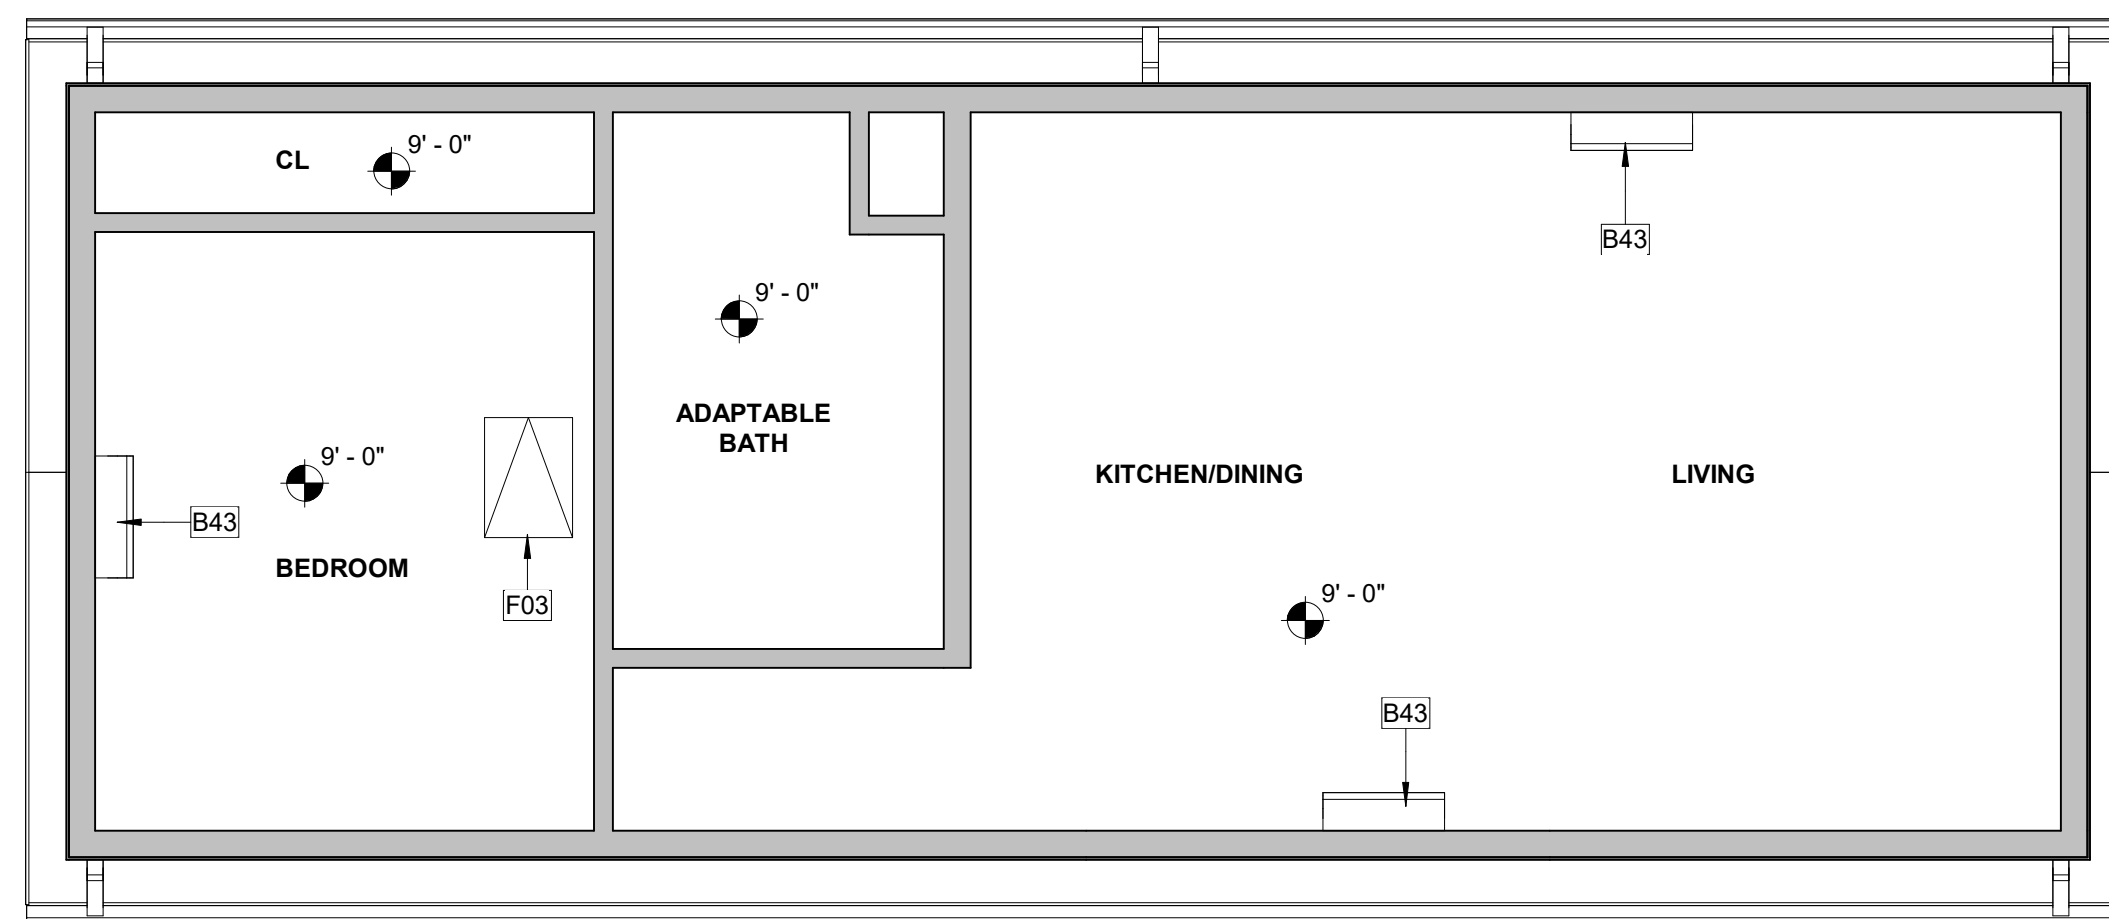 CL
9' - 0"
B43
9' - 0"
ADAPTABLE
BATH
9' - 0"
B43
BEDROOM
F03
KITCHEN/DINING
LIVING
9' - 0"
B43